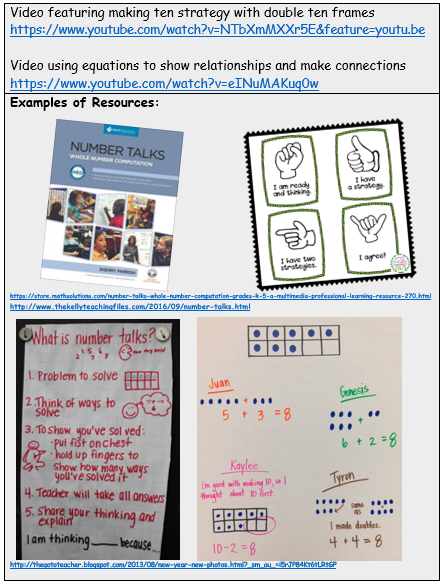 Video featuring making ten strategy with double ten frames
https://www.youtube.com/watch?v=NTbXmMXXr5E&feature=youtu.be
Video using equations to show relationships and make connections
https://www.youtube.com/watch?v=eINuMAKuq0w
Examples of Resources:
NUMBER TALKS
WHOLE NUMBER COMPUTATION
SHERRY PARRISH
I am ready
and thinking.
I have
a strategy.
I have two
strategies.
I agree!
https://store.mathsolutions.com/number-talks-whole-number-computation-grades-k-5-a-multimedia-professional-learning-resource-270.html
http://www.thekellyteachingfiles.com/2016/09/number-talks.html
What is number talks?
1. Problem to solve
2. Think of ways to
solve
3. To show you've solved:
• put fist on chest
• hold up fingers to
show how many ways
you've solved it
4. Teacher will take all answers
5. Share your thinking and
explain
I am thinking ___ because...
Juan
5 + 3 = 8
Genesis
6 + 2 = 8
Kaylee
I'm good with making 10, so I
thought about 10 first.
10-2=8
Tyron
same
as
I made doubles.
4+4=8
http://thegototeacher.blogspot.com/2013/08/new-year-new-photos.html?_sm_au_=i5rJP84Kt6tLRtGP